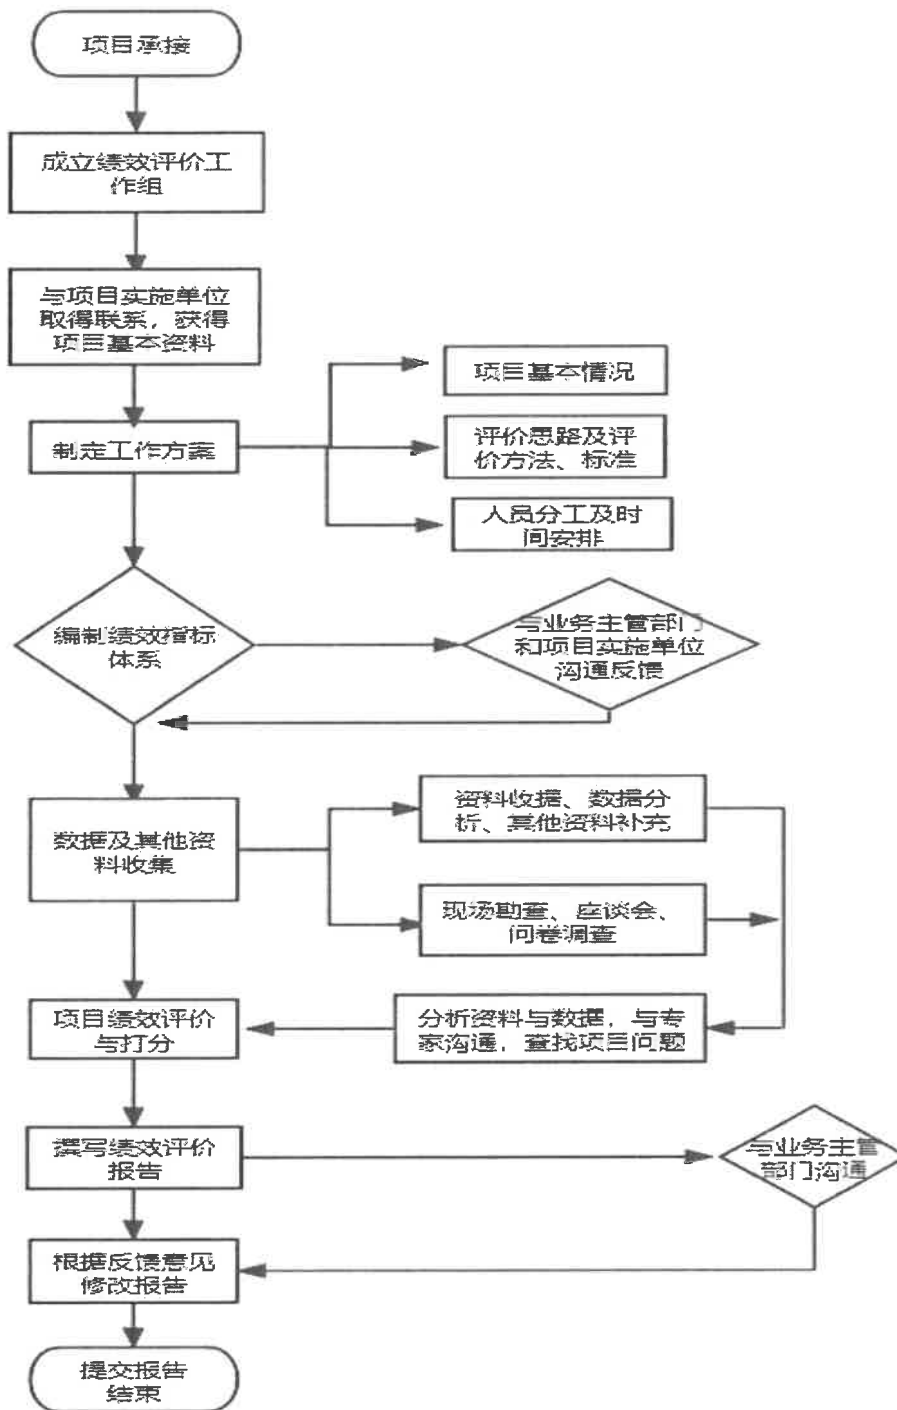 项目承接
成立绩效评价工
作组
与项目实施单位
取得联系，获得
项目基本资料
项目基本情况
制定工作方案
评价思路及评
价方法、标准
人员分工及时
间安排
编制绩效指标
体系
与业务主管部门
和项目实施单位
沟通反馈
数据及其他资
料收集
资料收据、数据分
析、其他资料补充
现场勘查、座谈会、
问卷调查
项目绩效评价
与打分
分析资料与数据，与专
家沟通，查找项目问题
撰写绩效评价
报告
与业务主管
部门沟通
根据反馈意见
修改报告
提交报告
结束